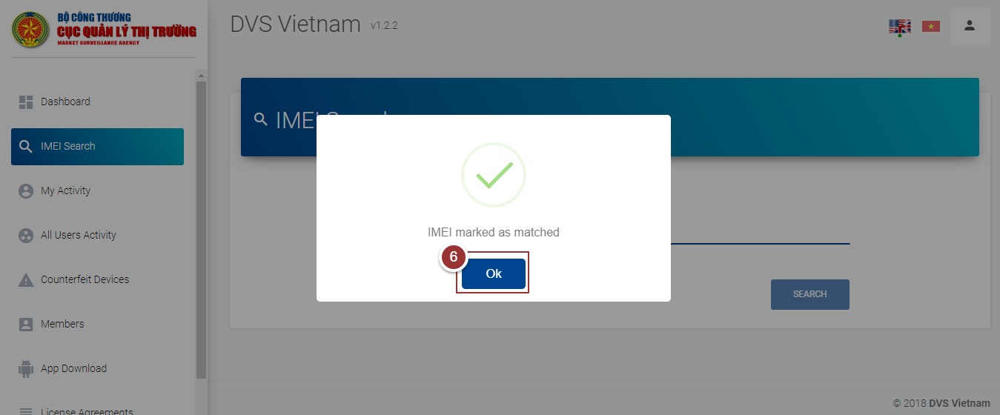 BỘ CÔNG THƯƠNG
CỤC QUẢN LÝ THỊ TRƯỜNG
MARKET SURVEILLANCE AGENCY
DVS Vietnam v1.2.2
Dashboard
IMEI Search
My Activity
All Users Activity
Counterfeit Devices
Members
App Download
License Agreements
IMEI Search
IMEI marked as matched
6
Ok
SEARCH
© 2018 DVS Vietnam